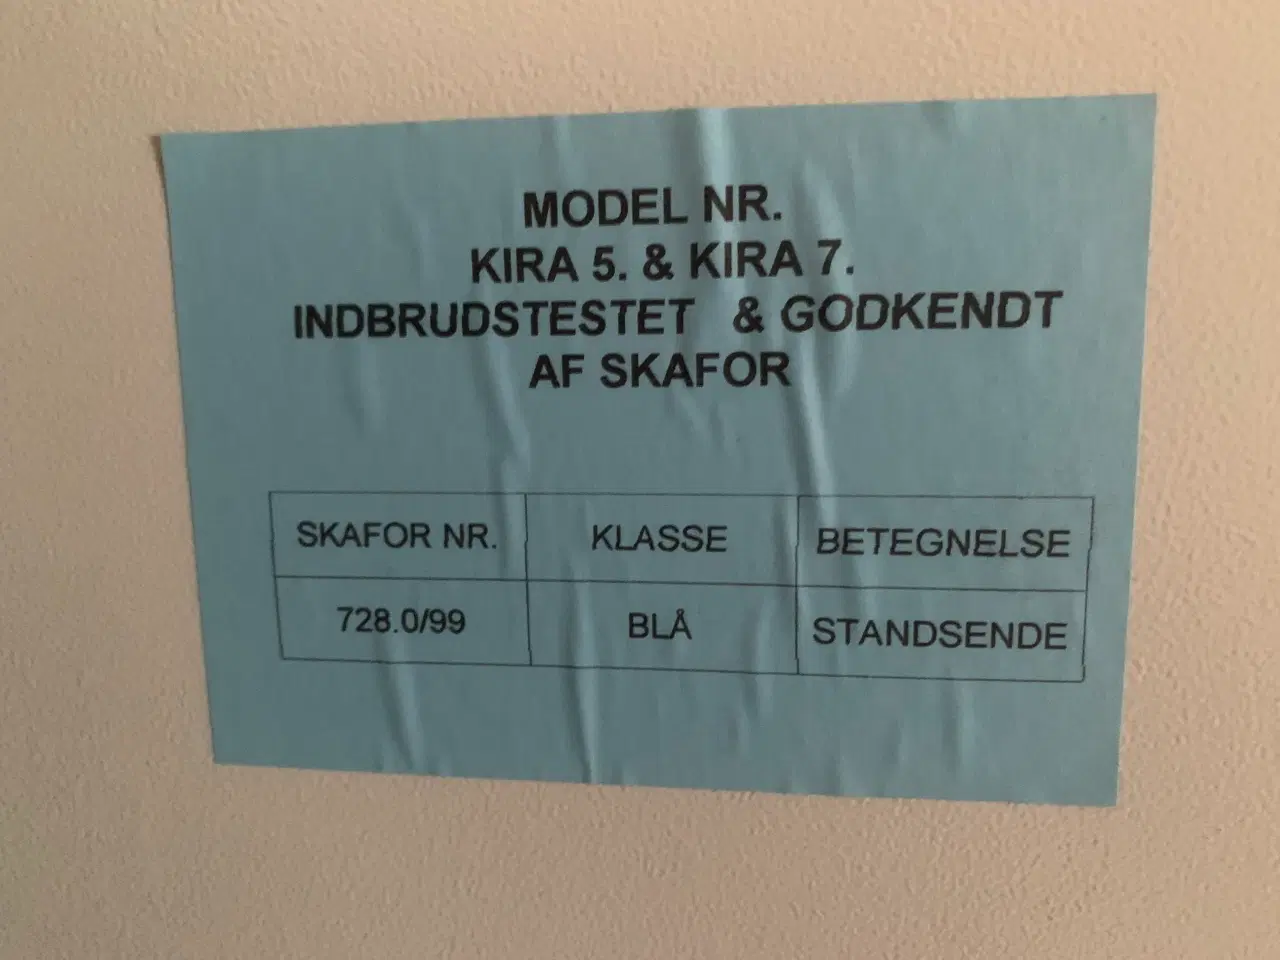 MODEL NR.
KIRA 5. & KIRA 7.
INDBRUDSTESTET & GODKENDT
AF SKAFOR
SKAFOR NR. KLASSE BETEGNELSE
728.0/99 BLÅ STANDSENDE